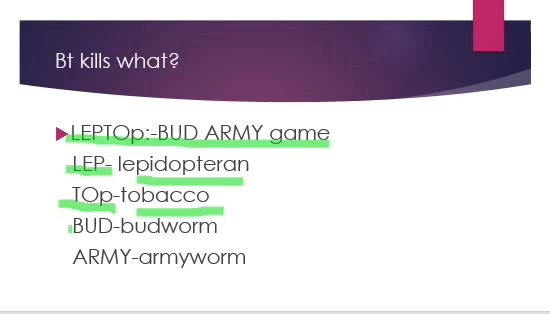 Bt kills what?
LEPTOp:-BUD ARMY game
LEP- lepidopteran
TOp-tobacco
BUD-budworm
ARMY-armyworm